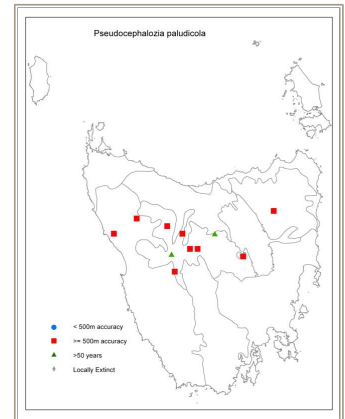 Pseudocephalozia paludicola
< 500m accuracy
>= 500m accuracy
>50 years
Locally Extinct